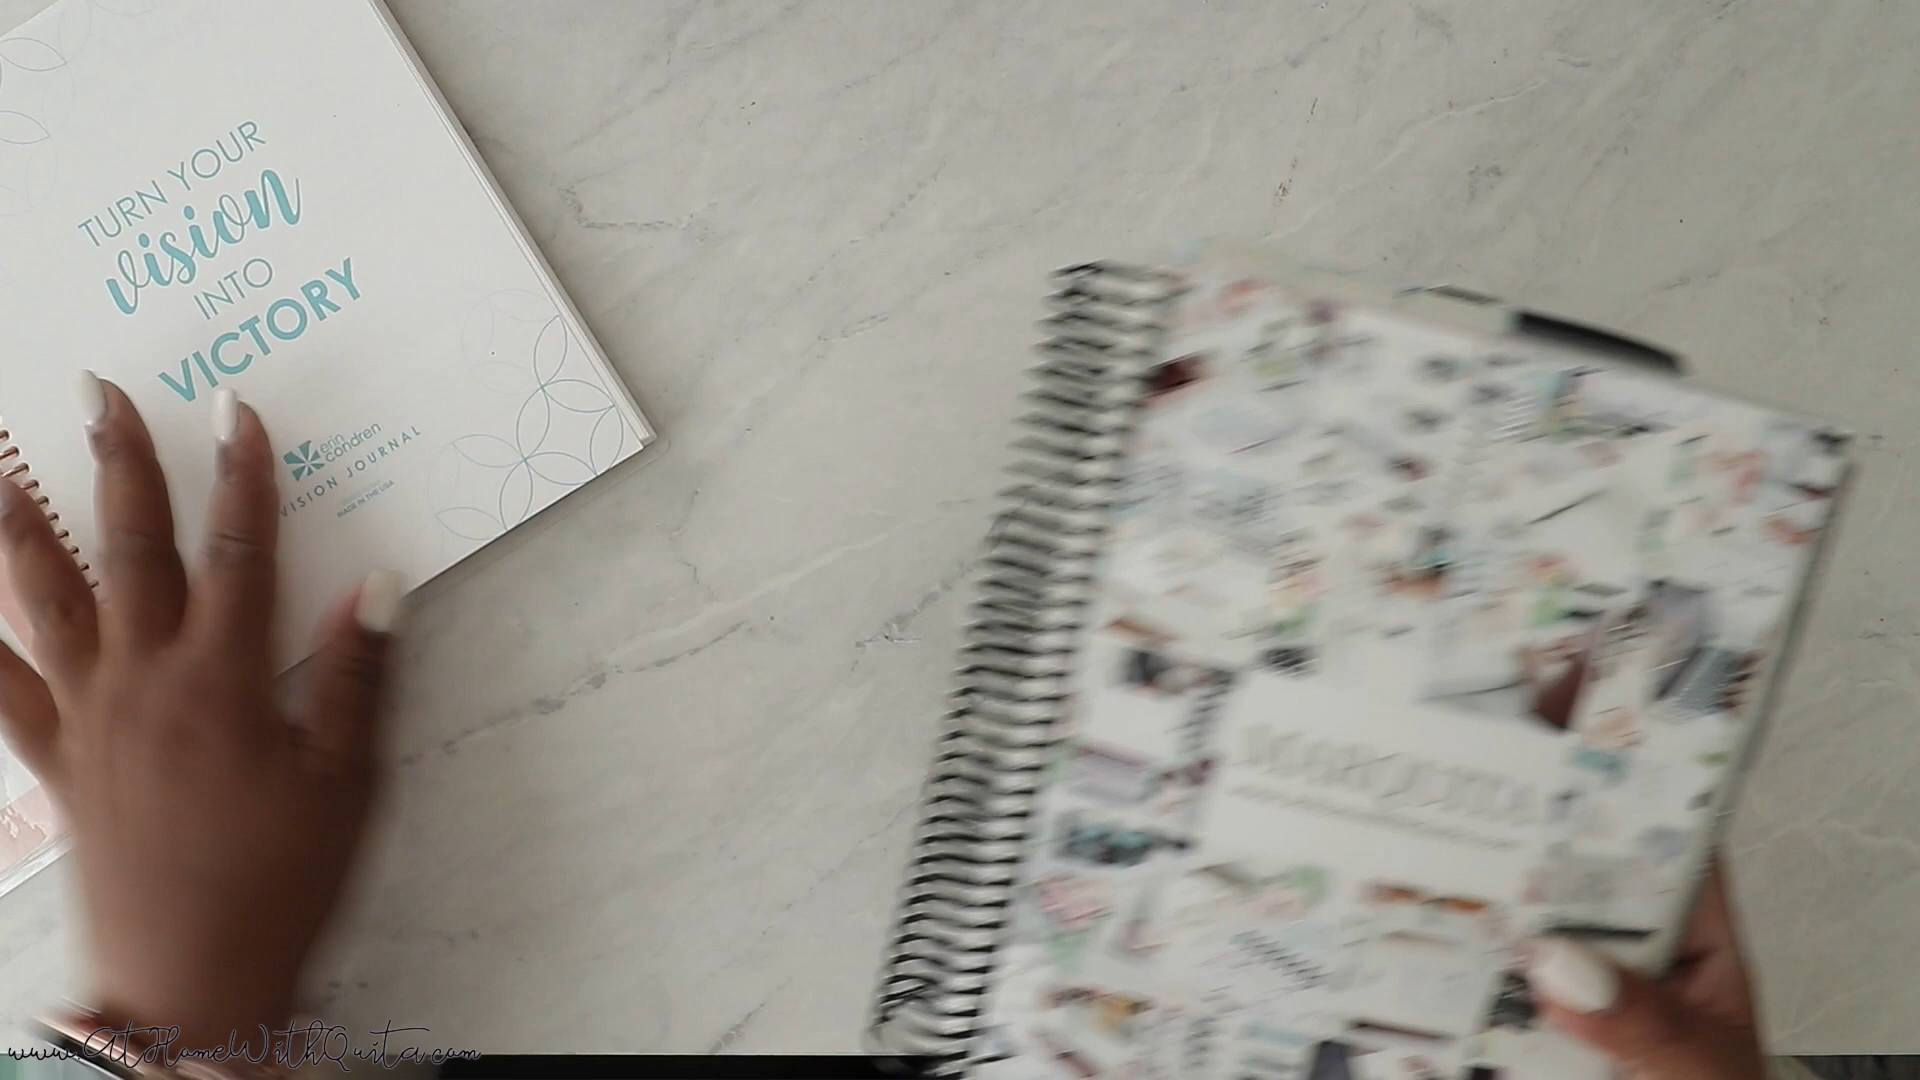 TURN YOUR
vision
INTO
VICTORY
erin
condren
VISION JOURNAL
MADE IN THE USA
www.AtHomeWithQuita.com